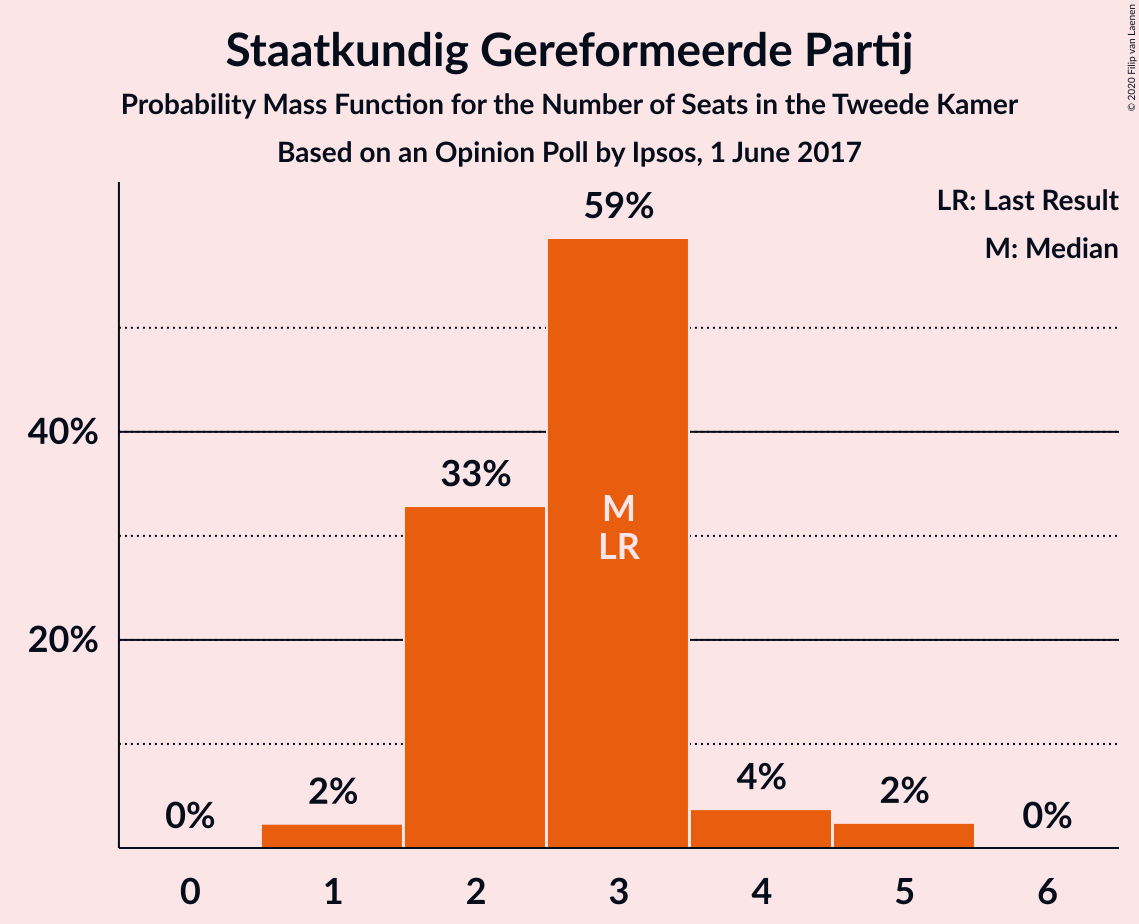 Staatkundig Gereformeerde Partij
Probability Mass Function for the Number of Seats in the Tweede Kamer
Based on an Opinion Poll by Ipsos, 1 June 2017
© 2020 Filip van Laenen
LR: Last Result
M: Median
59%
40%
33%
M
LR
20%
0%
2%
4%
2%
0%
0
1
2
3
4
5
6